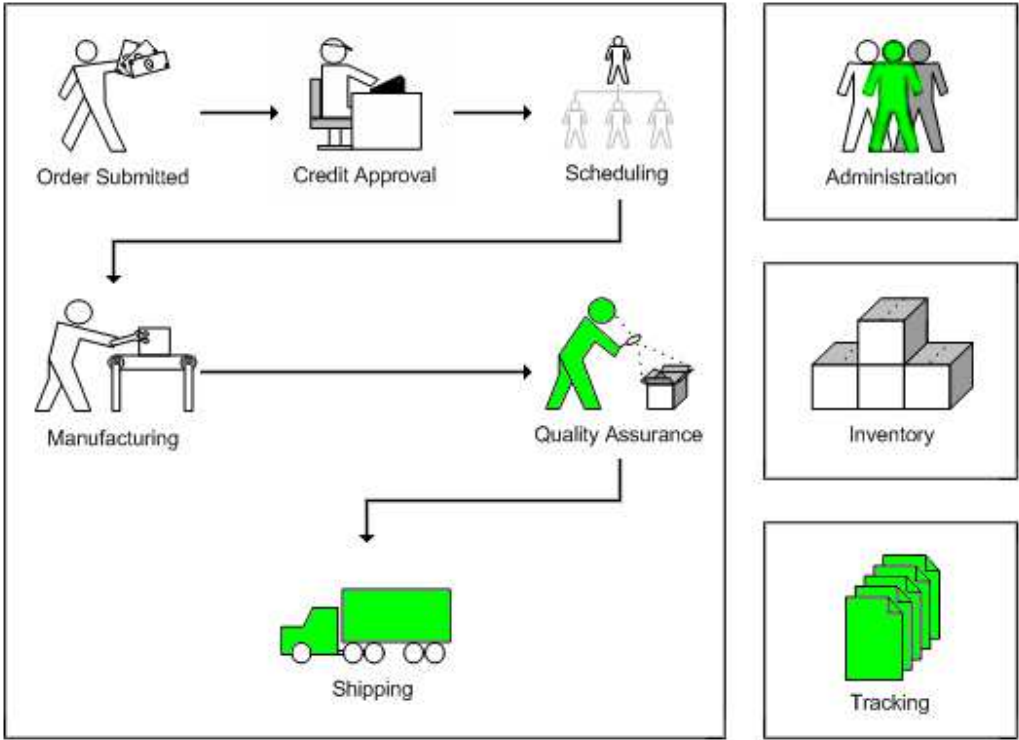 Order Submitted
Credit Approval
Scheduling
Administration
Manufacturing
Quality Assurance
Inventory
Shipping
Tracking